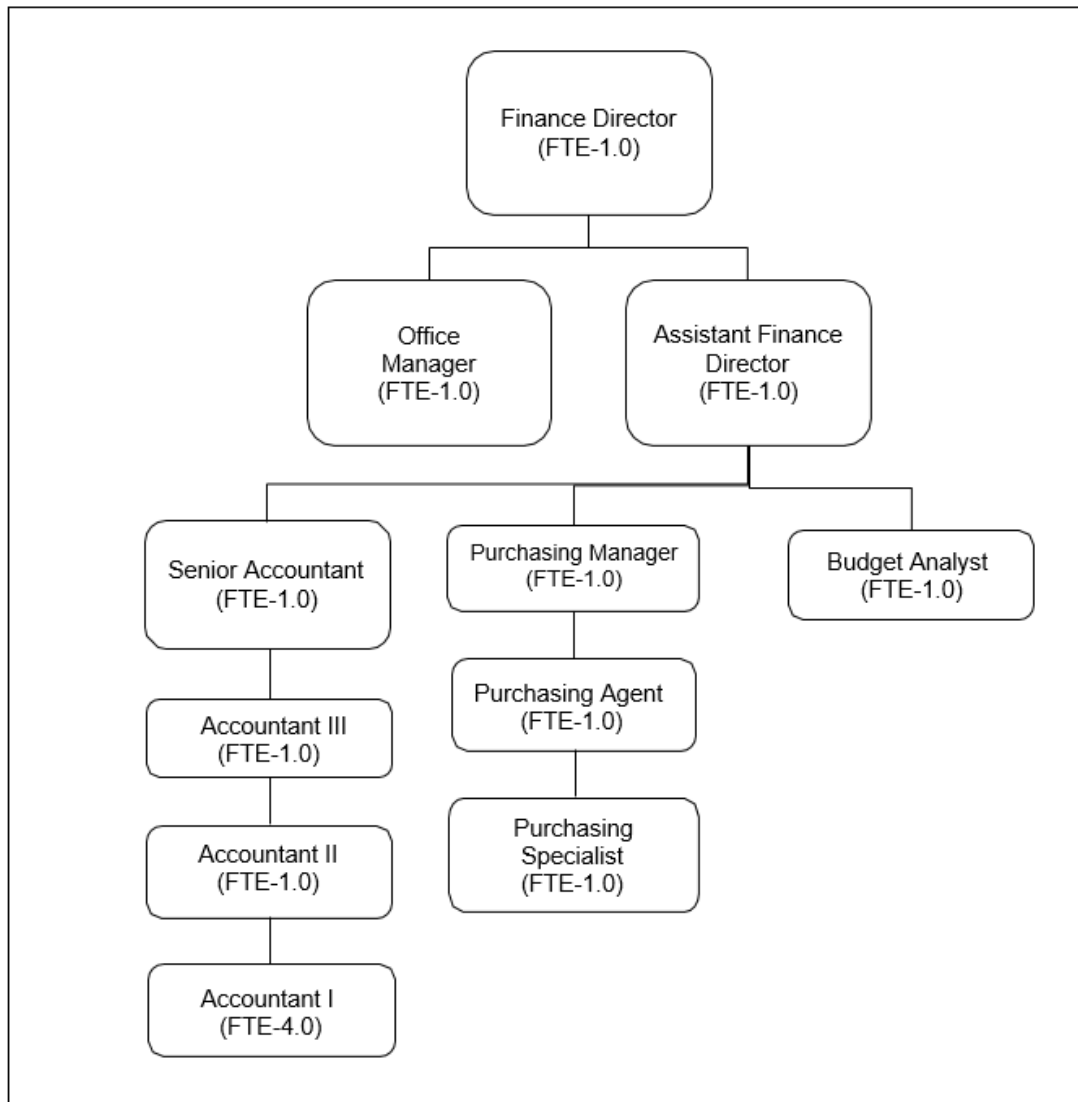 Finance Director
(FTE-1.0)
Office
Manager
(FTE-1.0)
Assistant Finance
Director
(FTE-1.0)
Senior Accountant
(FTE-1.0)
Purchasing Manager
(FTE-1.0)
Budget Analyst
(FTE-1.0)
Accountant III
(FTE-1.0)
Purchasing Agent
(FTE-1.0)
Accountant II
(FTE-1.0)
Purchasing
Specialist
(FTE-1.0)
Accountant I
(FTE-4.0)